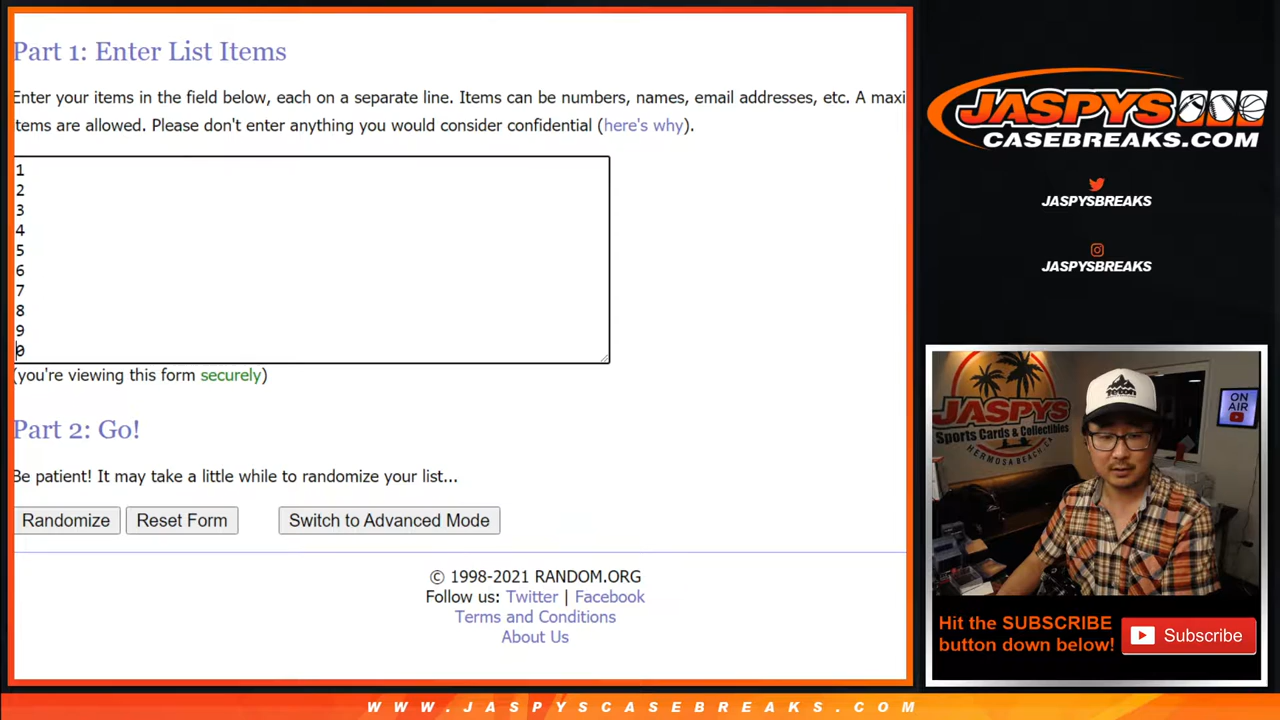 Part 1: Enter List Items
Enter your items in the field below, each on a separate line. Items can be numbers, names, email addresses, etc. A maxi
items are allowed. Please don't enter anything you would consider confidential (here's why).
1
2
3
4
5
6
7
8
9
0
(you're viewing this form securely)
Part 2: Go!
Be patient! It may take a little while to randomize your list...
Randomize Reset Form Switch to Advanced Mode
© 1998-2021 RANDOM.ORG
Follow us: Twitter | Facebook
Terms and Conditions
About Us
JASPYS
CASEBREAKS.COM
JASPYSBREAKS
JASPYSBREAKS
JASPYS
Sports Cards & Collectibles
HERMOSA BEACH, CA
teton
ON
AIR
Hit the SUBSCRIBE
button down below!
Subscribe
WWW.JASPYSCASEBREAKS.COM